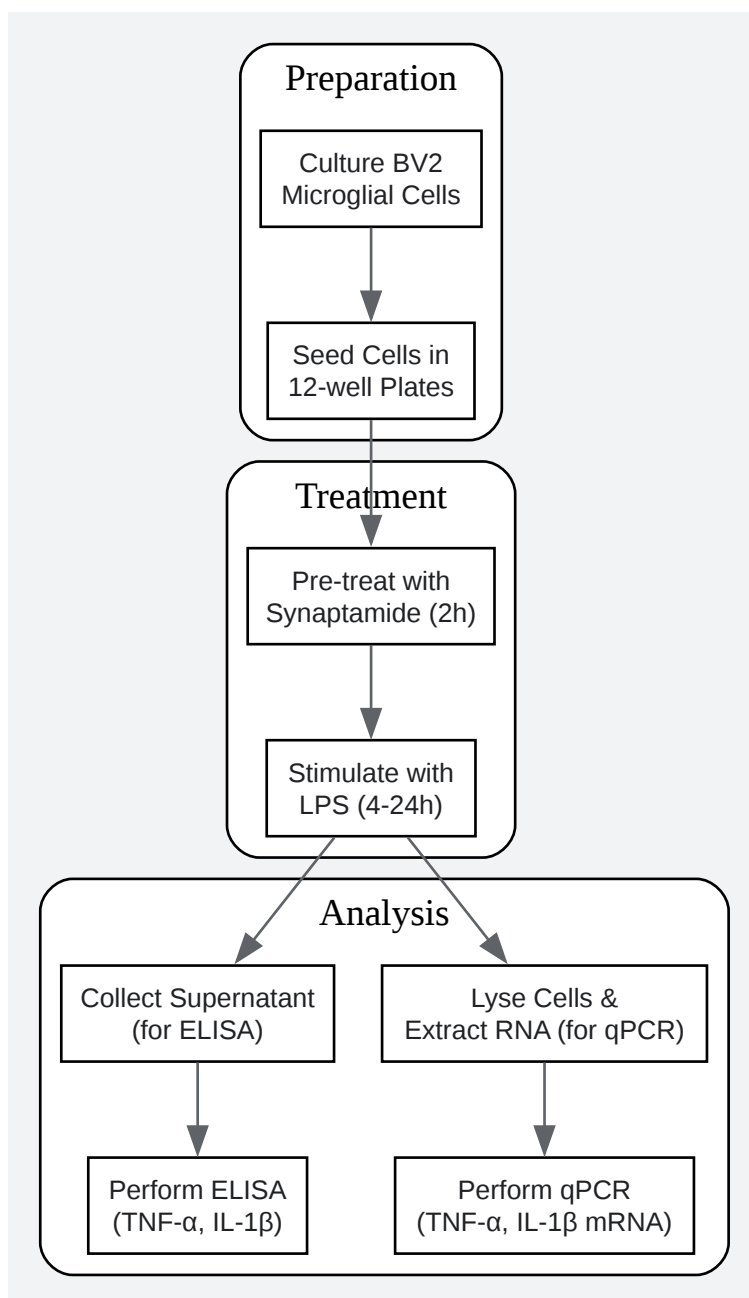 Preparation
Culture BV2
Microglial Cells
Seed Cells in
12-well Plates
Treatment
Pre-treat with
Synaptamide (2h)
Stimulate with
LPS (4-24h)
Analysis
Collect Supernatant
(for ELISA)
Lyse Cells &
Extract RNA (for qPCR)
Perform ELISA
(TNF-α, IL-1β)
Perform qPCR
(TNF-α, IL-1β mRNA)